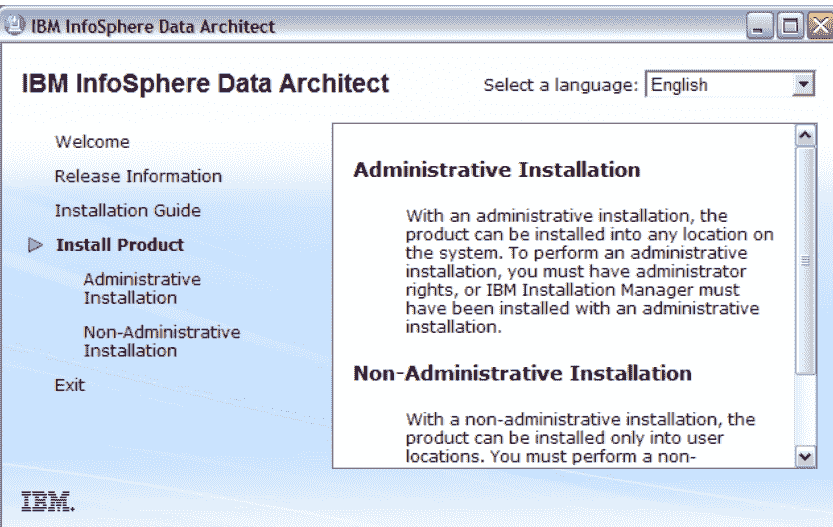 IBM InfoSphere Data Architect
IBM InfoSphere Data Architect
Select a language: English
Welcome
Release Information
Installation Guide
Install Product
Administrative
Installation
Non-Administrative
Installation
Exit
Administrative Installation
With an administrative installation, the
product can be installed into any location on
the system. To perform an administrative
installation, you must have administrator
rights, or IBM Installation Manager must
have been installed with an administrative
installation.
Non-Administrative Installation
With a non-administrative installation, the
product can be installed only into user
locations. You must perform a non-
IBM.